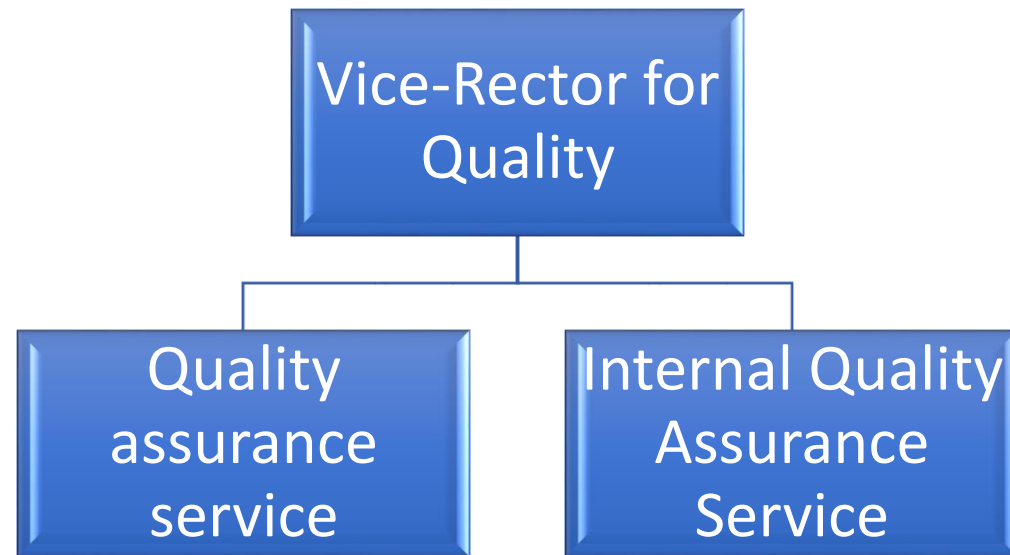 Vice-Rector for
Quality
Quality
assurance
service
Internal Quality
Assurance
Service